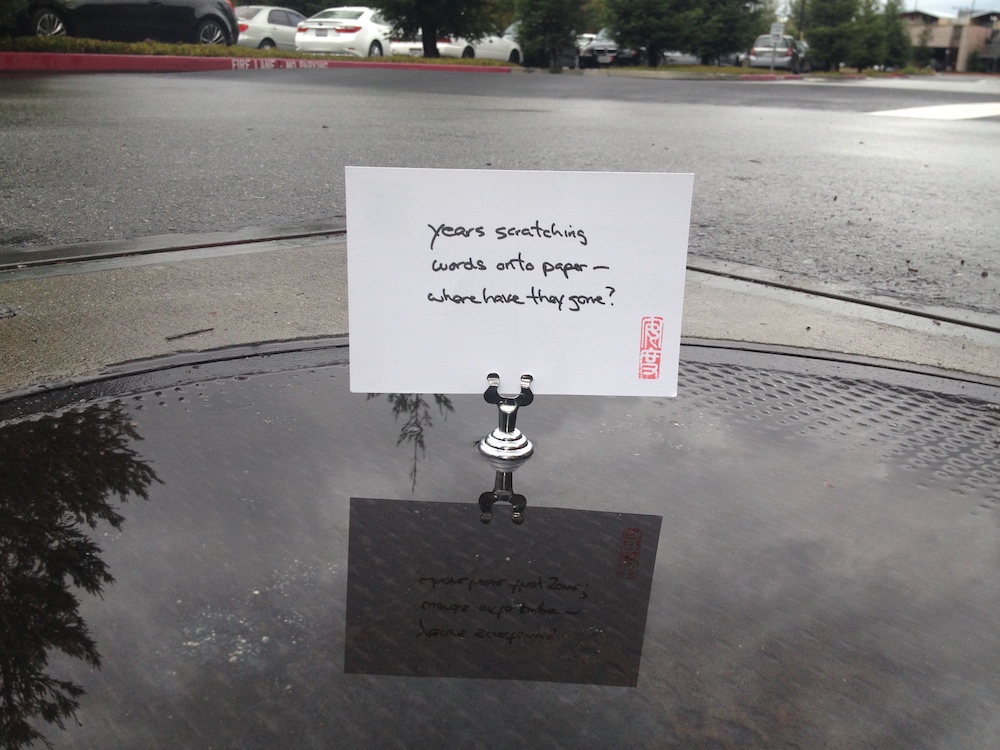 FIRE LANE - NO PARKING
years scratching
words onto paper —
where have they gone?